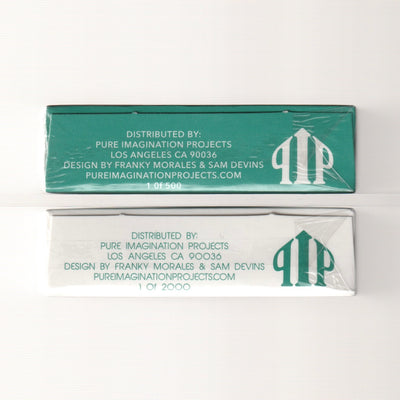 DISTRIBUTED BY:
PURE IMAGINATION PROJECTS
LOS ANGELES CA 90036
DESIGN BY FRANKY MORALES & SAM DEVINS
PUREIMAGINATIONPROJECTS.COM
1 Of 500
PIP
DISTRIBUTED BY:
PURE IMAGINATION PROJECTS
LOS ANGELES CA 90036
DESIGN BY FRANKY MORALES & SAM DEVINS
PUREIMAGINATIONPROJECTS.COM
1 Of 2000
PIP